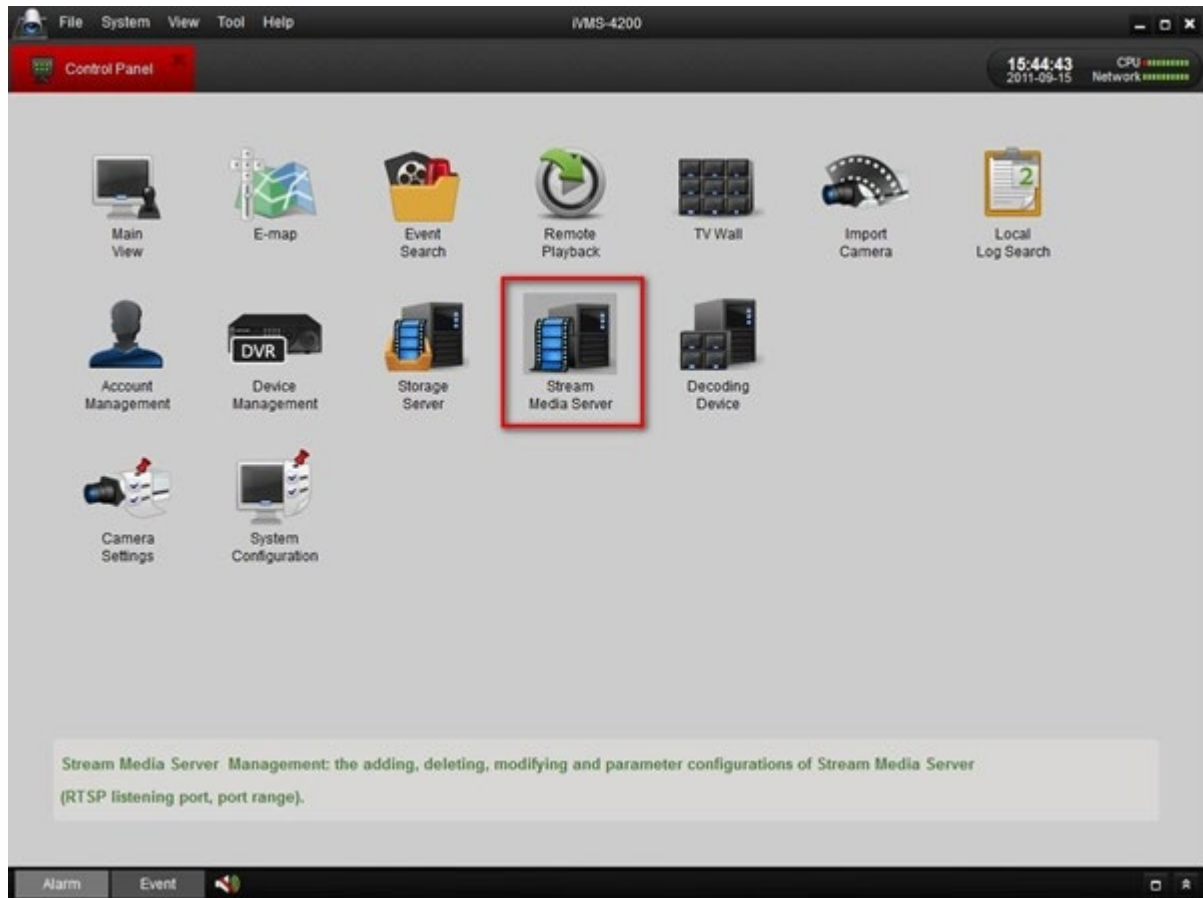 File System View Tool Help iVMS-4200
Control Panel
15:44:43 CPU
2011-09-15 Network
Main View
E-map
Event Search
Remote Playback
TV Wall
Import Camera
2
Local Log Search
Account Management
DVR
Device Management
Storage Server
Stream Media Server
Decoding Device
Camera Settings
System Configuration
Stream Media Server Management: the adding, deleting, modifying and parameter configurations of Stream Media Server
(RTSP listening port, port range).
Alarm Event